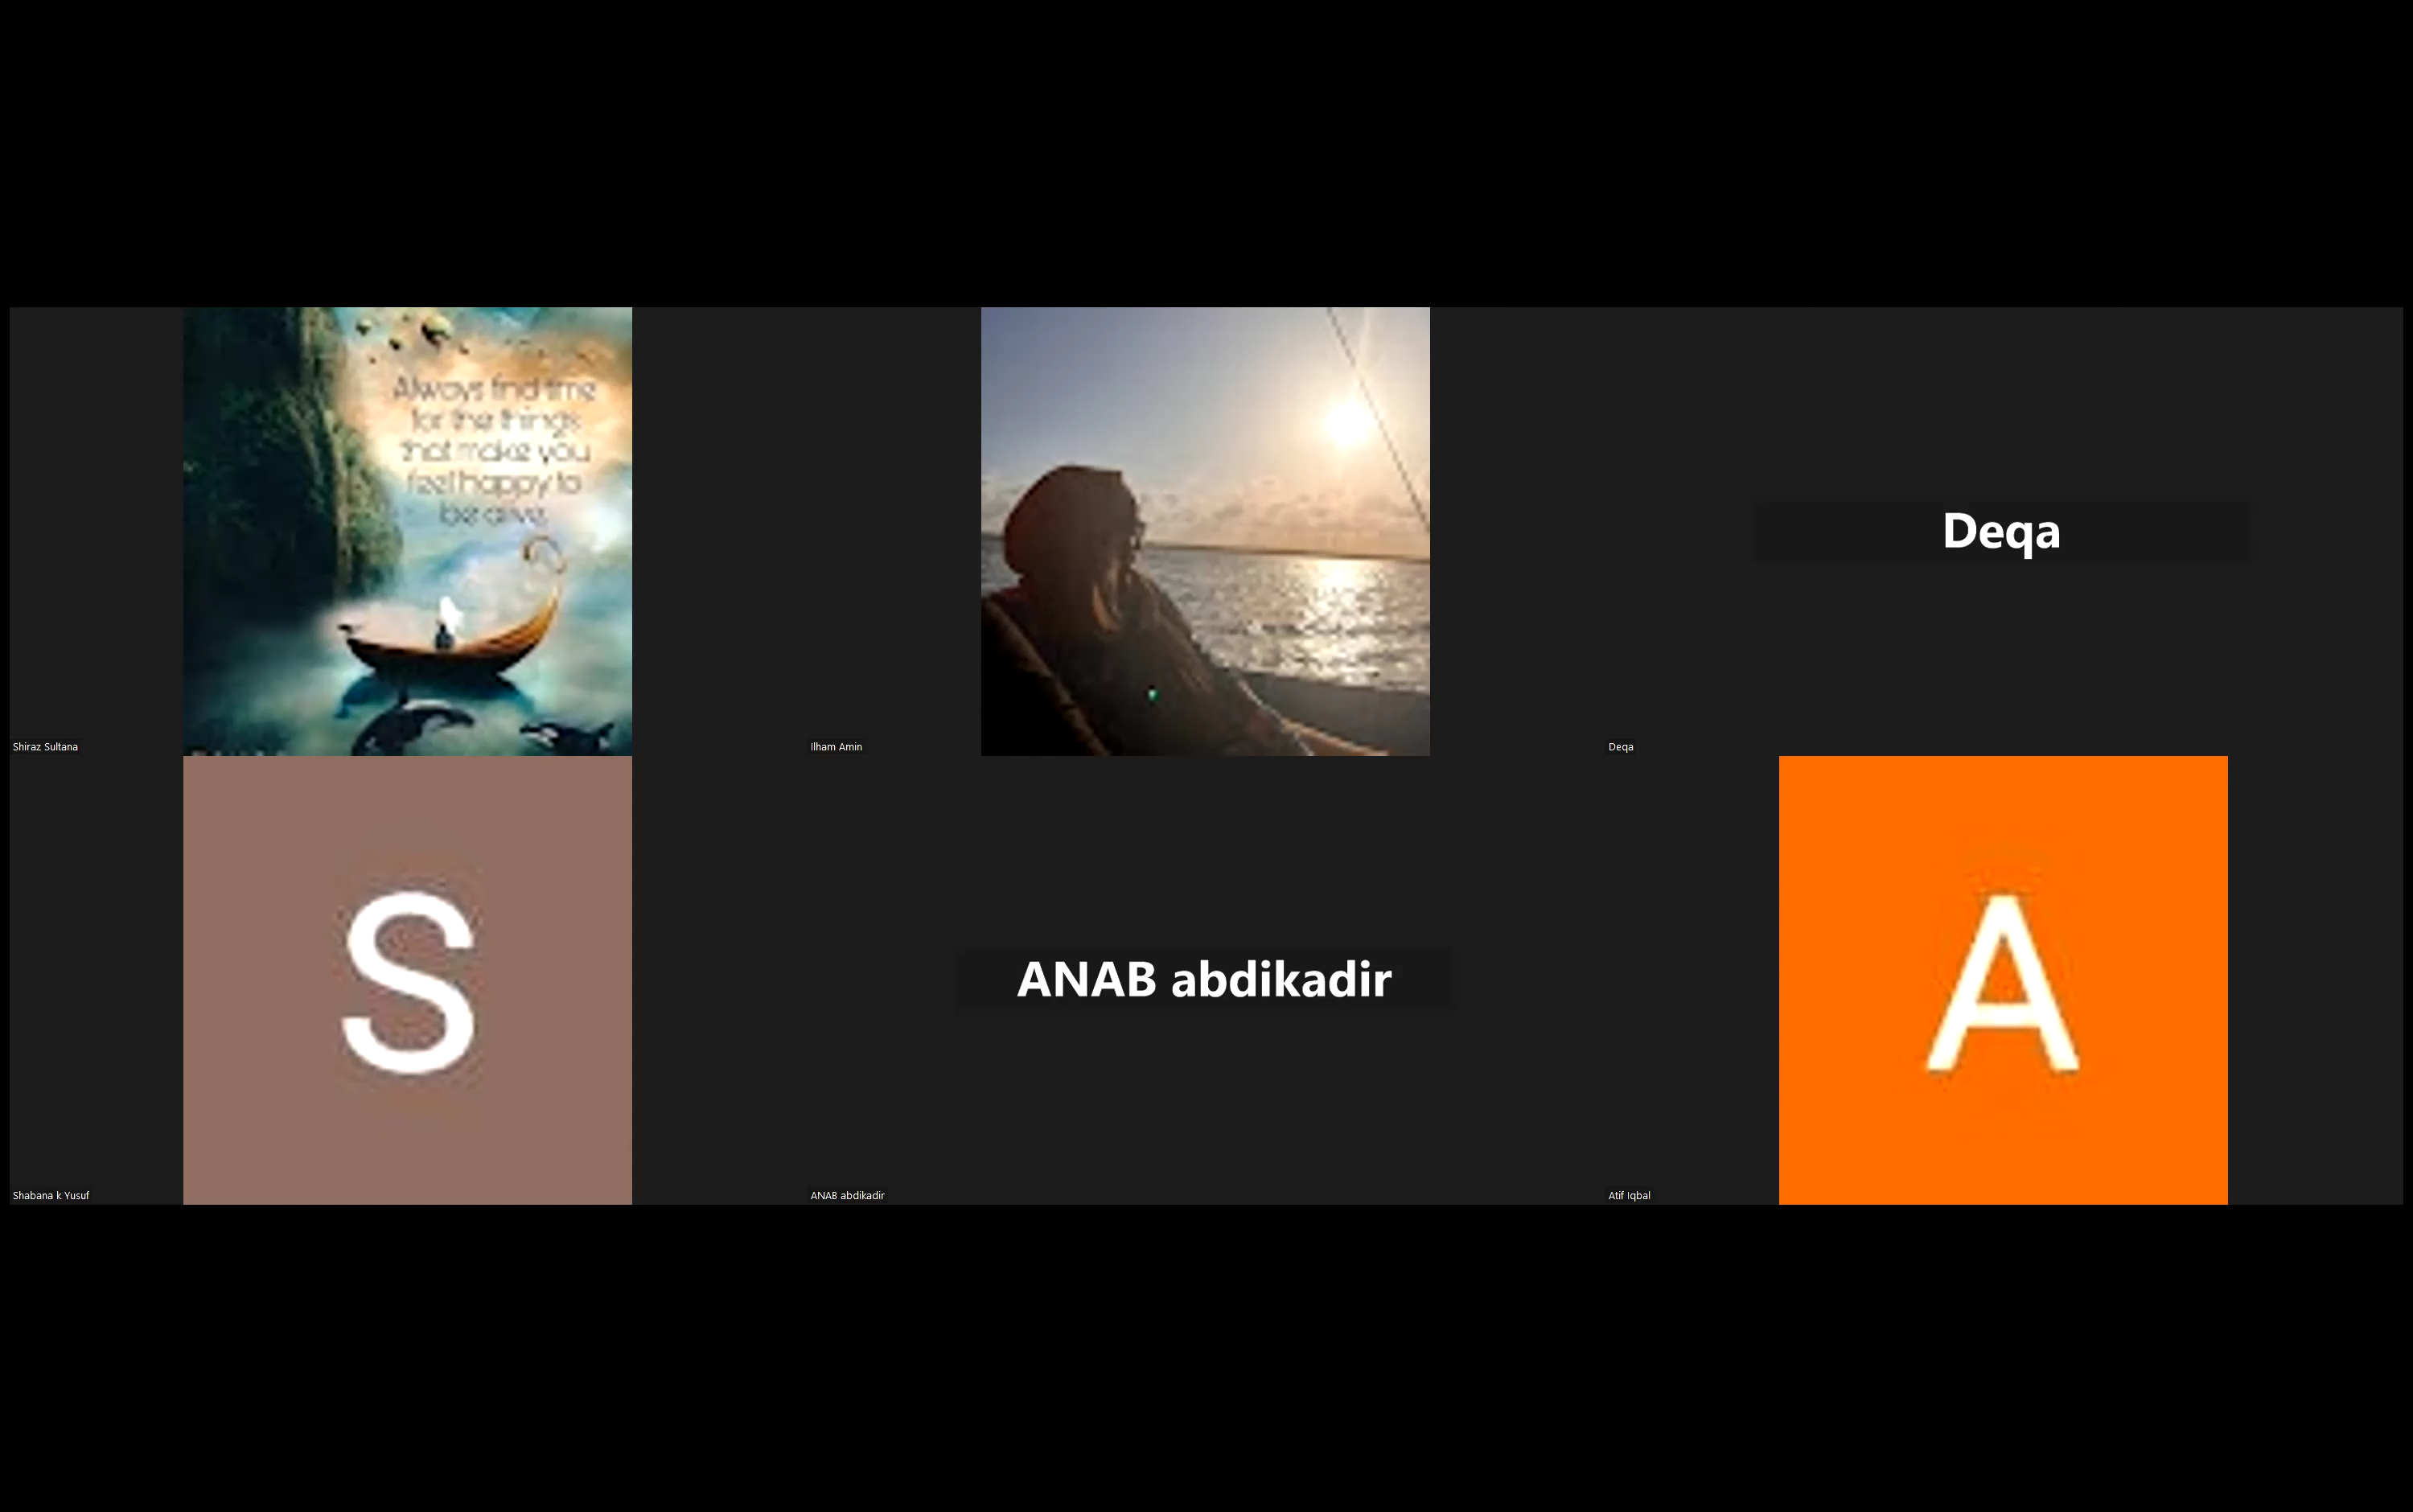 Always find time
for the things
that make you
feel happy to
be alive.
Deqa
Shiraz Sultana
Ilham Amin
Deqa
S
ANAB abdikadir
A
Shabana k Yusuf
ANAB abdikadir
Atif Iqbal